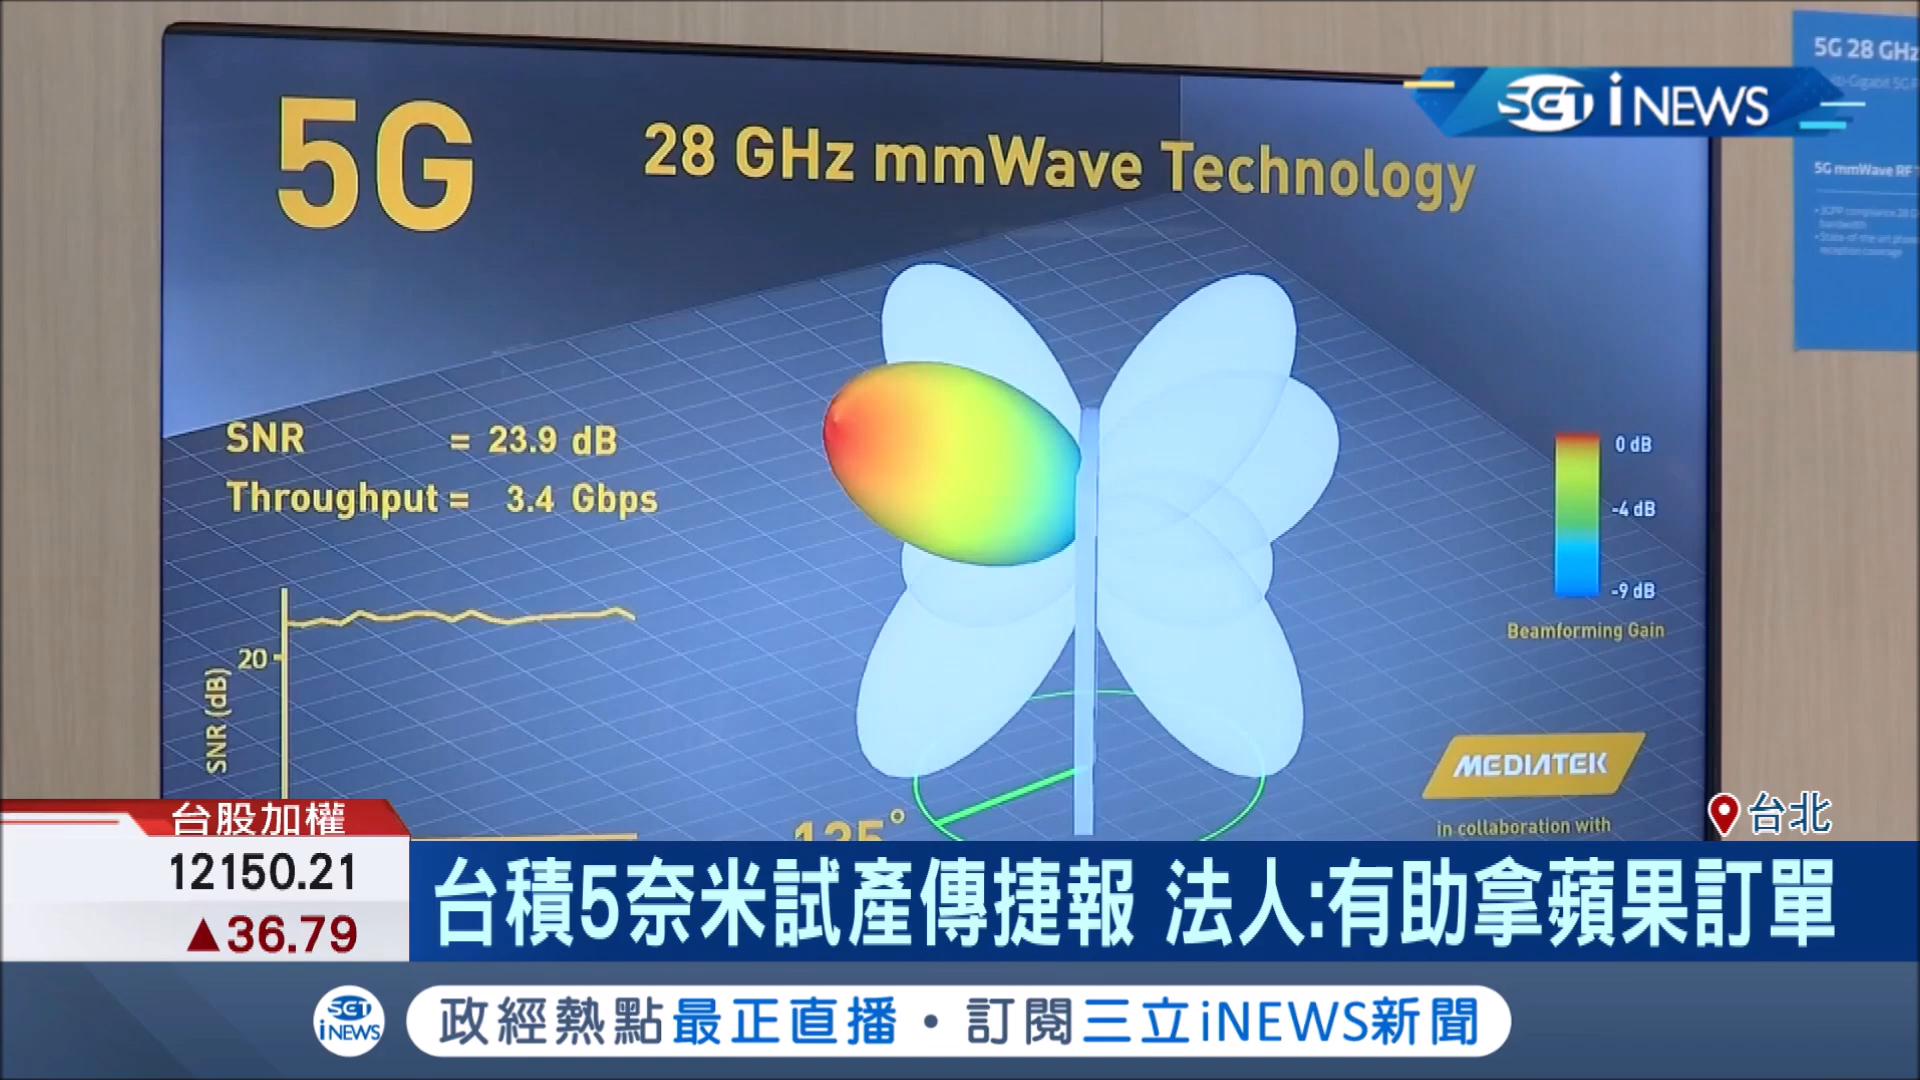 5G
28 GHz mmWave Technology
5G 28 GHz
SET iNEWS
5G mmWave RF
SNR = 23.9 dB
Throughput = 3.4 Gbps
0 dB
-4 dB
-9 dB
Beamforming Gain
20
SNR (dB)
MEDIATEK
in collaboration with
135°
台北
台股加權
12150.21
▲36.79
台積5奈米試產傳捷報 法人:有助拿蘋果訂單
SET iNEWS
政經熱點最正直播・訂閱三立iNEWS新聞